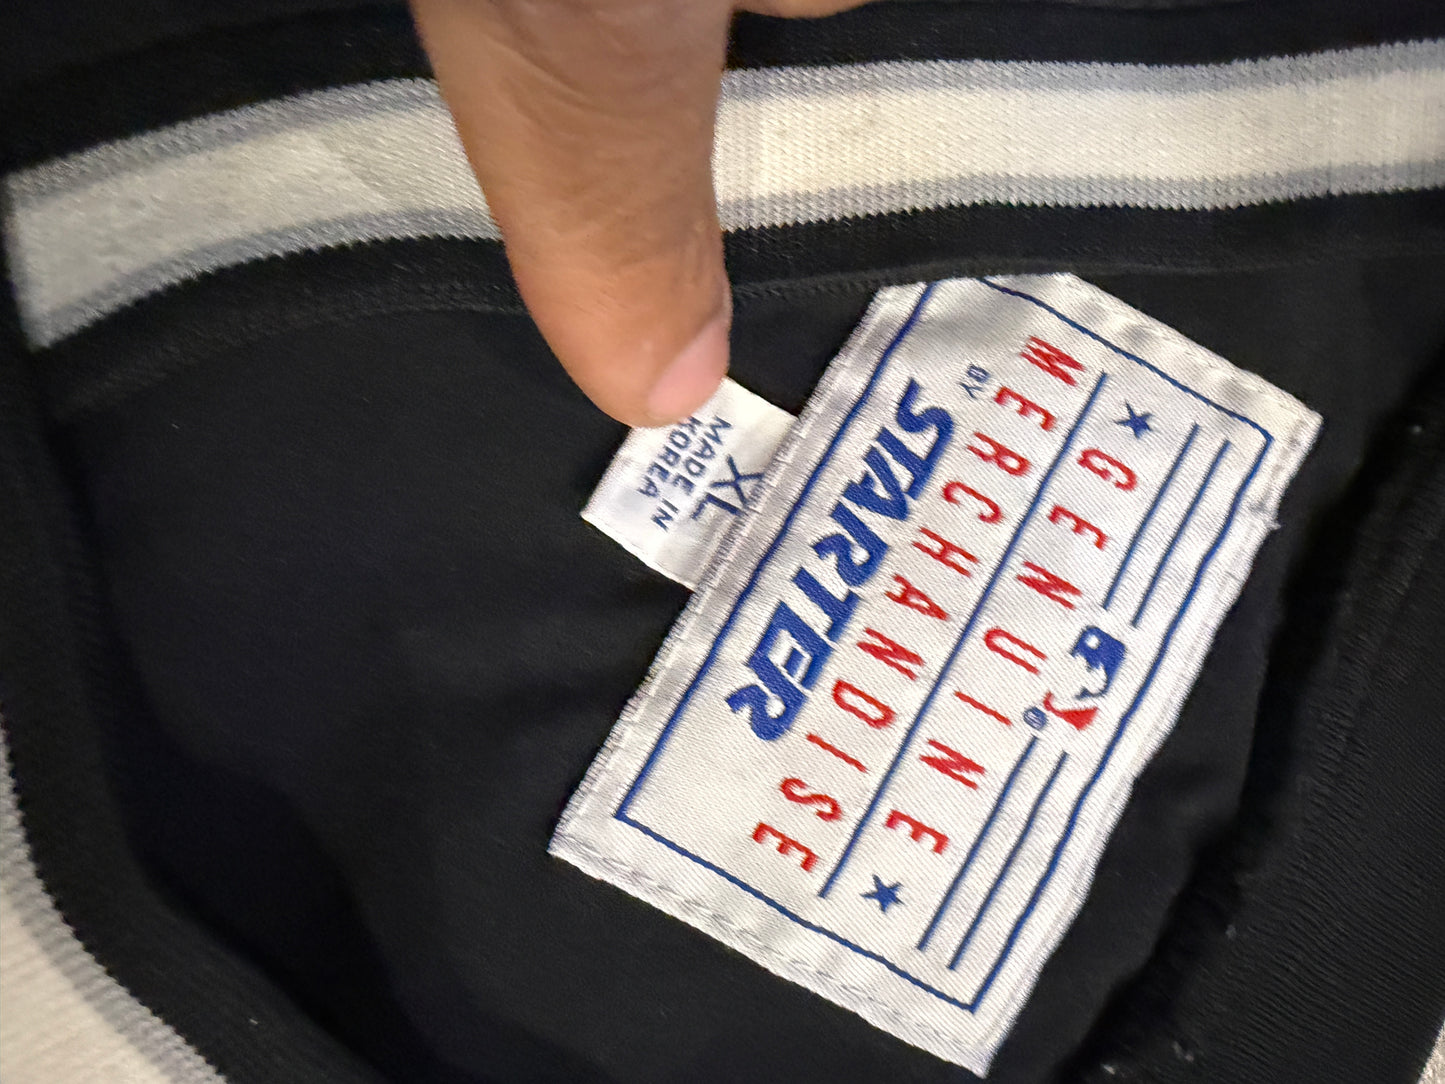 ★ GENUINE ★
MERCHANDISE
BY
STARTER
XL
MADE IN
KOREA